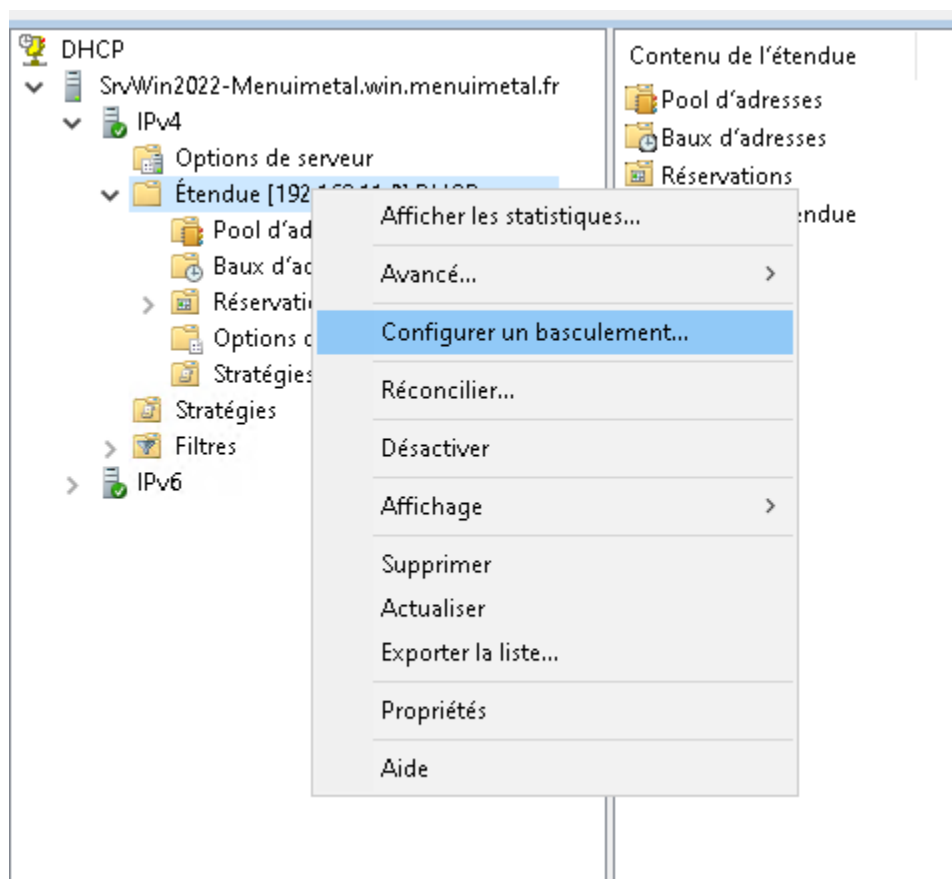 DHCP
SrvWin2022-Menuimetal.win.menuimetal.fr
IPv4
Options de serveur
Étendue [192
Pool d'ad
Baux d'ad
Réservati
Options d
Stratégies
Stratégies
Filtres
IPv6
Afficher les statistiques...
Avancé...
Configurer un basculement...
Réconcilier...
Désactiver
Affichage
Supprimer
Actualiser
Exporter la liste...
Propriétés
Aide
Contenu de l'étendue
Pool d'adresses
Baux d'adresses
Réservations
endue